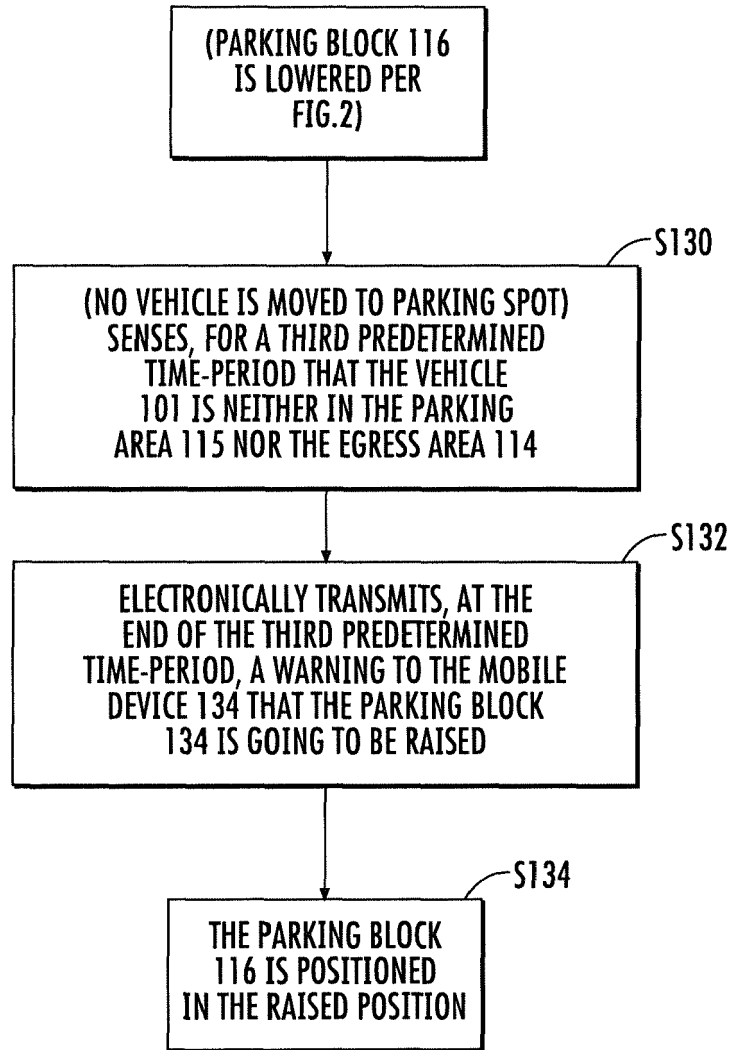 (PARKING BLOCK 116
IS LOWERED PER
FIG.2)
S130
(NO VEHICLE IS MOVED TO PARKING SPOT)
SENSES, FOR A THIRD PREDETERMINED
TIME-PERIOD THAT THE VEHICLE
101 IS NEITHER IN THE PARKING
AREA 115 NOR THE EGRESS AREA 114
S132
ELECTRONICALLY TRANSMITS, AT THE
END OF THE THIRD PREDETERMINED
TIME-PERIOD, A WARNING TO THE MOBILE
DEVICE 134 THAT THE PARKING BLOCK
134 IS GOING TO BE RAISED
S134
THE PARKING BLOCK
116 IS POSITIONED
IN THE RAISED POSITION